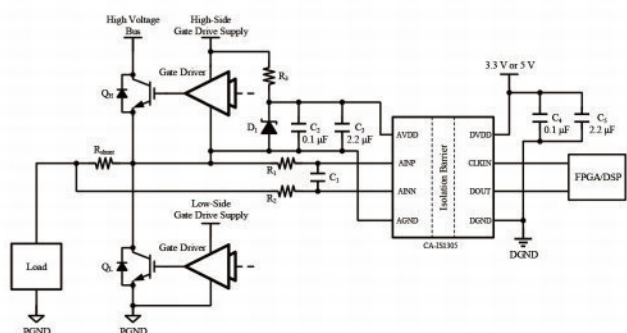 High Voltage
Bus
High-Side
Gate Drive Supply
Gate Driver
QH
R3
D1
C2
0.1 μF
C3
2.2 μF
3.3 V or 5 V
C4
0.1 μF
C5
2.2 μF
AVDD
DVDD
Rshunt
R1
AINP
CLKIN
C1
Isolation Barrier
FPGA/DSP
R2
AINN
DOUT
Low-Side
Gate Drive Supply
AGND
DGND
CA-IS1305
DGND
Gate Driver
Load
QL
PGND
PGND